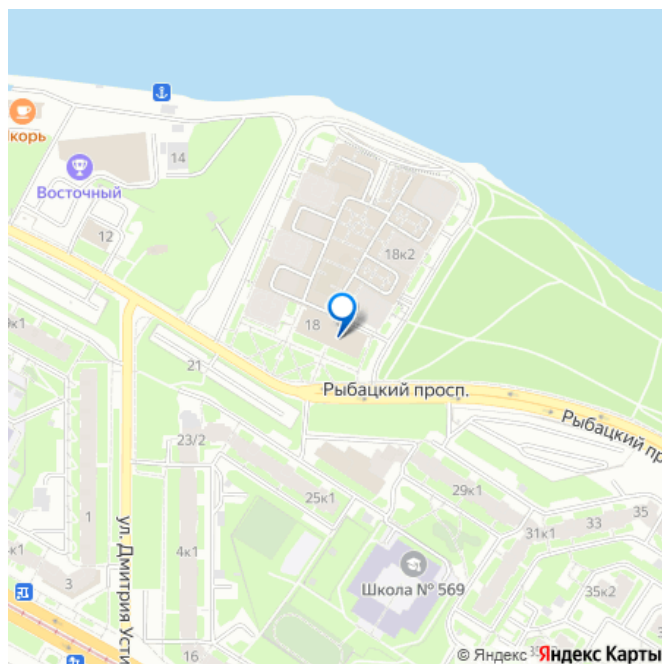 корь
Восточный
14
12
18к2
18
21
Рыбацкий просп.
Рыбацкий пр
23/2
25к1
29к1
31к1
33
35
1
4к1
Школа № 569
35к2
3
ул. Дмитрия Усти
16
© Яндекс
Яндекс Карты